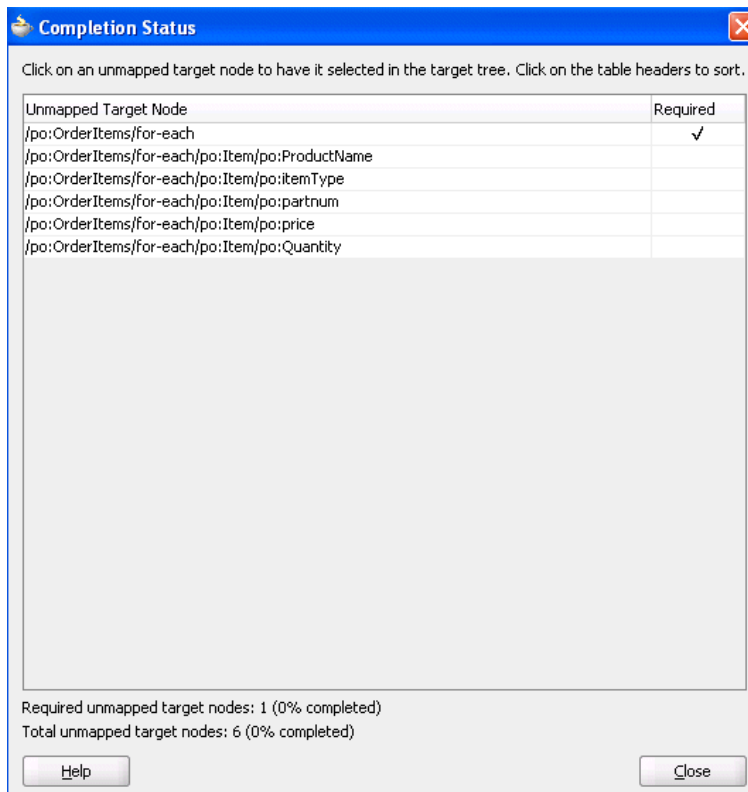 Completion Status
Click on an unmapped target node to have it selected in the target tree. Click on the table headers to sort.
Unmapped Target Node Required
/po:OrderItems/for-each ✓
/po:OrderItems/for-each/po:Item/po:ProductName
/po:OrderItems/for-each/po:Item/po:itemType
/po:OrderItems/for-each/po:Item/po:partnum
/po:OrderItems/for-each/po:Item/po:price
/po:OrderItems/for-each/po:Item/po:Quantity
Required unmapped target nodes: 1 (0% completed)
Total unmapped target nodes: 6 (0% completed)
Help Close